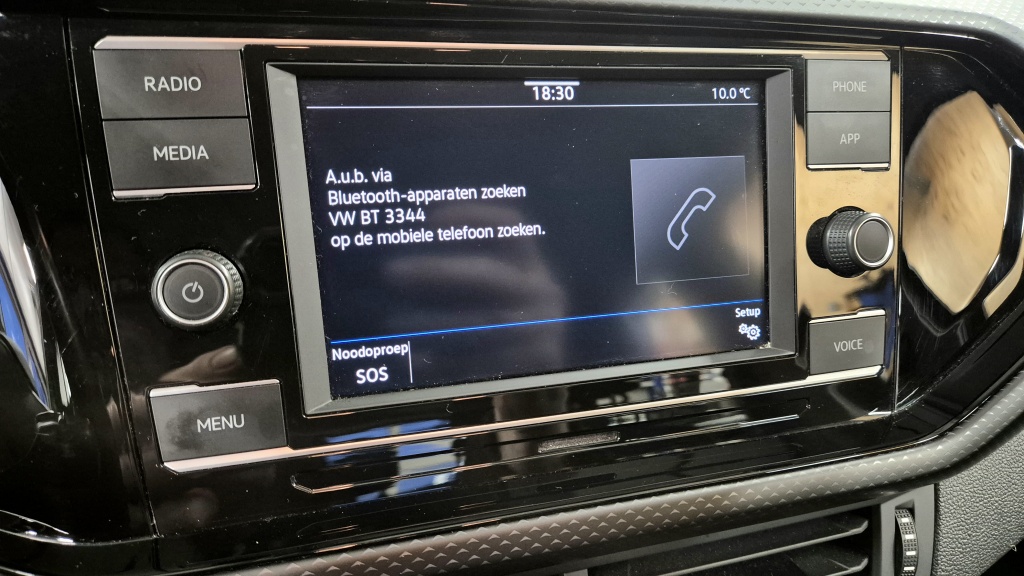 RADIO
MEDIA
MENU
18:30
10.0 °C
A.u.b. via
Bluetooth-apparaten zoeken
VW BT 3344
op de mobiele telefoon zoeken.
Setup
Noodoproep
SOS
PHONE
APP
VOICE